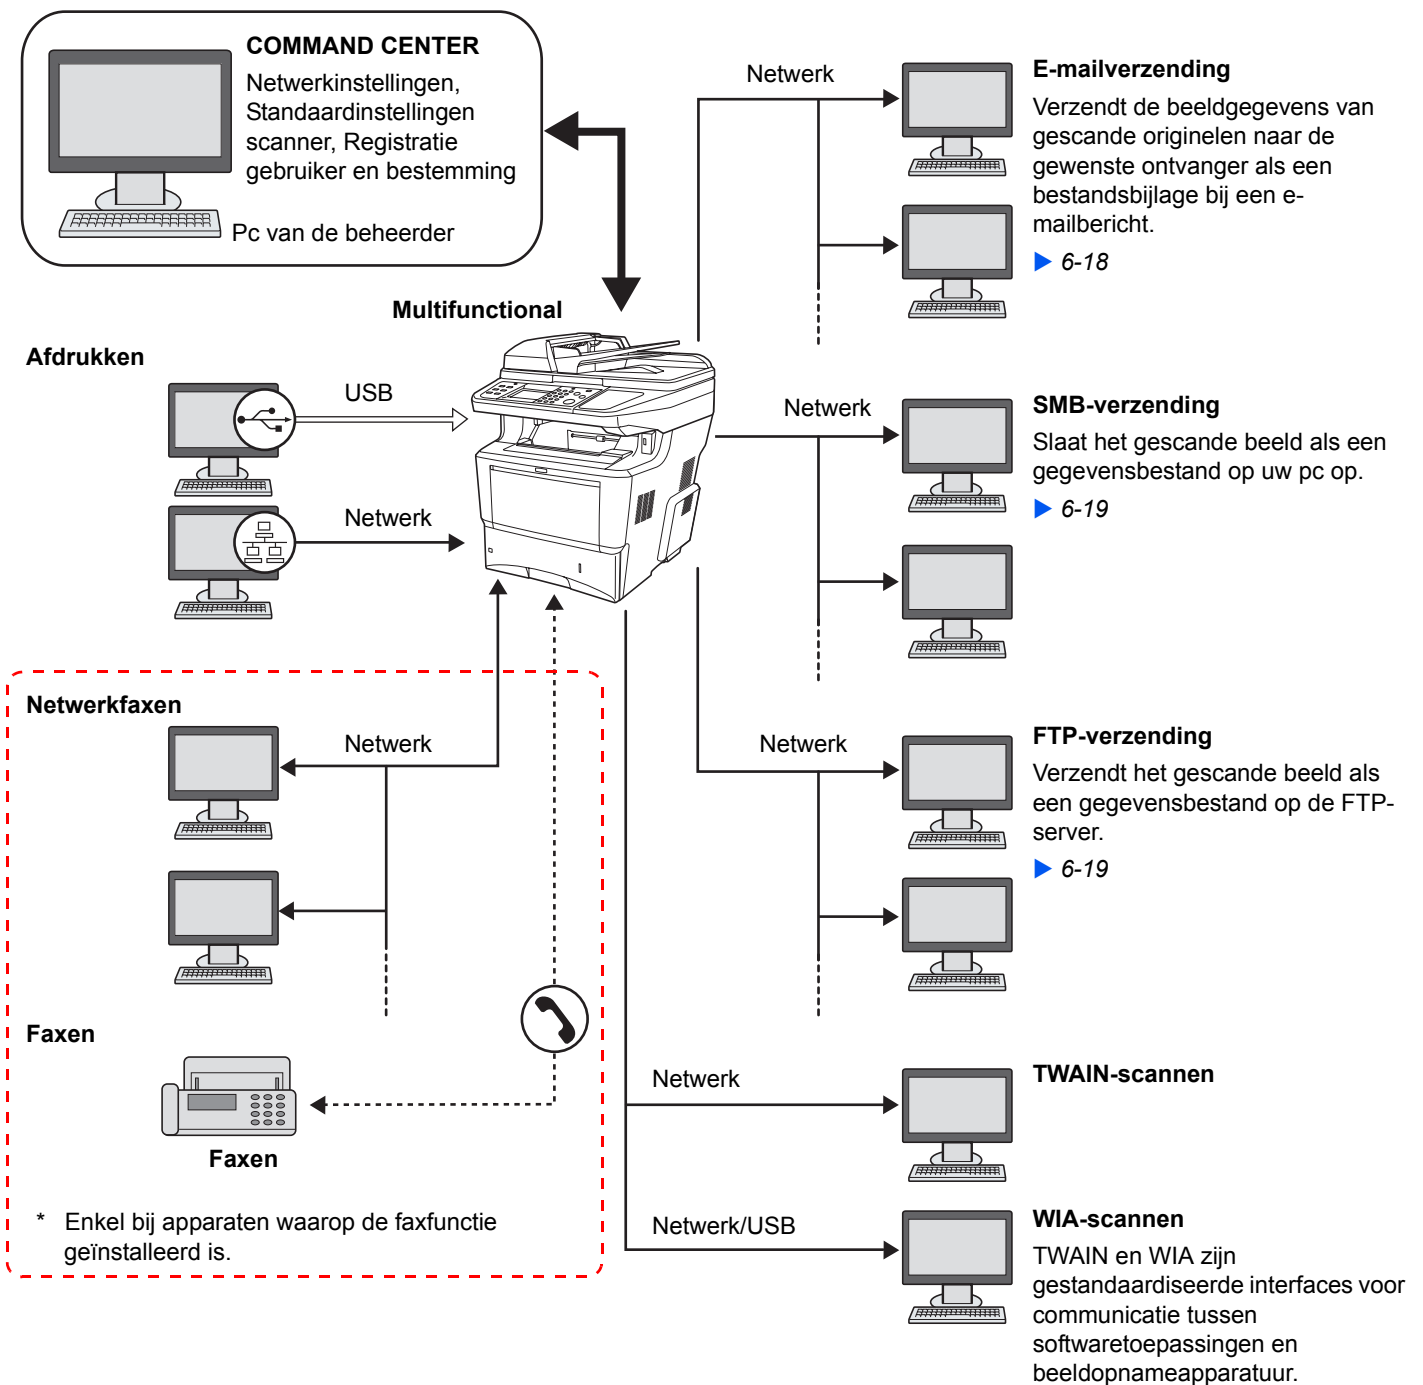 COMMAND CENTER
Netwerkinstellingen,
Standaardinstellingen
scanner, Registratie
gebruiker en bestemming
Pc van de beheerder
Multifunctional
Afdrukken
USB
Netwerk
Netwerkfaxen
Netwerk
Faxen
Faxen
* Enkel bij apparaten waarop de faxfunctie
geïnstalleerd is.
Netwerk
E-mailverzending
Verzendt de beeldgegevens van
gescande originelen naar de
gewenste ontvanger als een
bestandsbijlage bij een e-
mailbericht.
6-18
Netwerk
SMB-verzending
Slaat het gescande beeld als een
gegevensbestand op uw pc op.
6-19
Netwerk
FTP-verzending
Verzendt het gescande beeld als
een gegevensbestand op de FTP-
server.
6-19
Netwerk
TWAIN-scannen
Netwerk/USB
WIA-scannen
TWAIN en WIA zijn
gestandaardiseerde interfaces voor
communicatie tussen
softwaretoepassingen en
beeldopnameapparatuur.